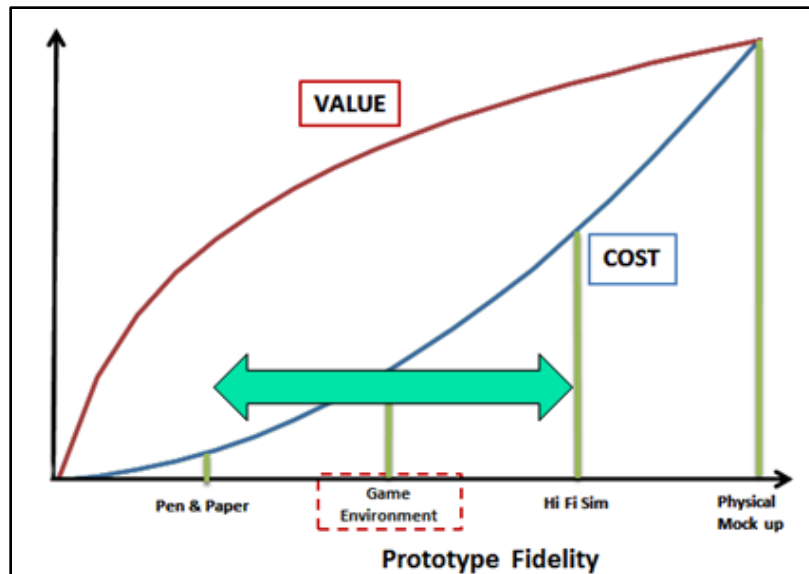 VALUE
COST
Pen & Paper
Game
Environment
Hi Fi Sim
Physical
Mock up
Prototype Fidelity